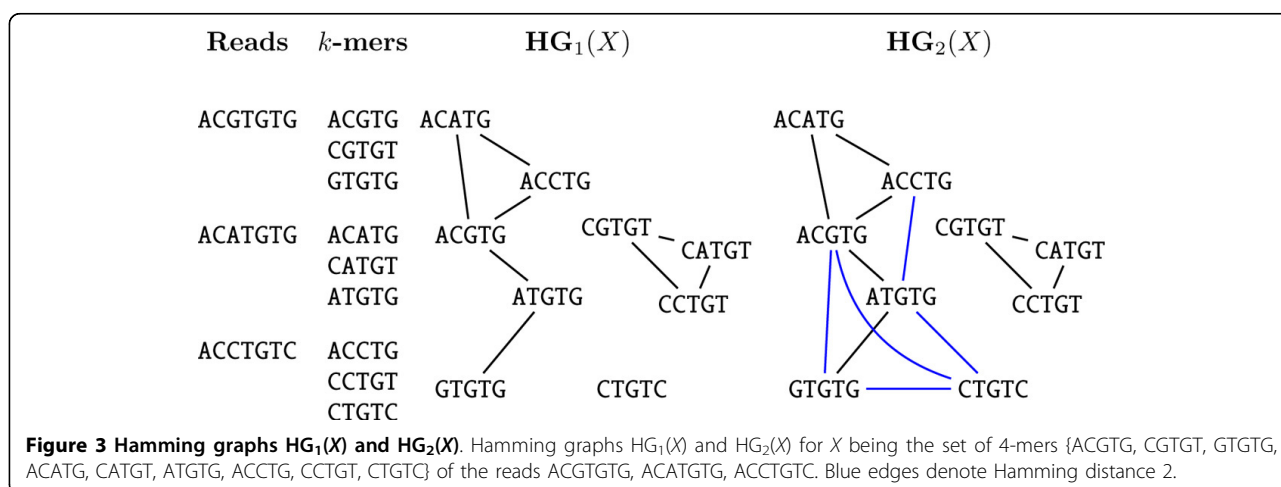 Reads k-mers HG₁(X) HG₂(X)
ACGTGTG ACGTG ACATG ACATG
CGTGT
GTGTG ACCTG ACCTG
CGTGT CGTGT
ACATGTG ACATG ACGTG ACGTG
CATGT CATGT
CATGT
ATGTG ATGTG ATGTG
CCTGT CCTGT
ACCTGTC ACCTG
CCTGT
GTGTG CTGTC GTGTG CTGTC
CTGTC
Figure 3 Hamming graphs HG₁(X) and HG₂(X). Hamming graphs HG₁(X) and HG₂(X) for X being the set of 4-mers {ACGTG, CGTGT, GTGTG,
ACATG, CATGT, ATGTG, ACCTG, CCTGT, CTGTC} of the reads ACGTGTG, ACATGTG, ACCTGTC. Blue edges denote Hamming distance 2.